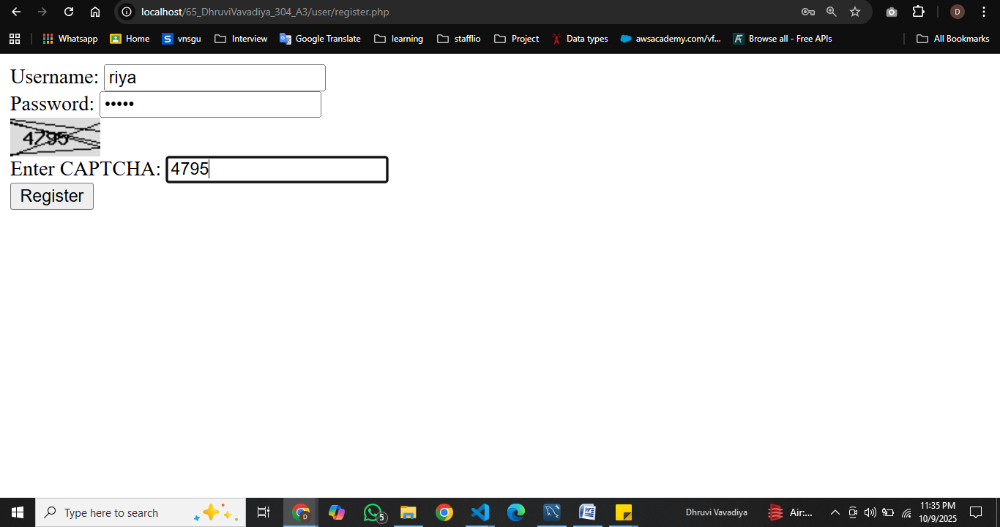 localhost/65_DhruviVavadiya_304_A3/user/register.php
D
Whatsapp
Home
S vnsgu
Interview
Google Translate
learning
stafflio
Project
Data types
awsacademy.com/vf...
Browse all - Free APIs
All Bookmarks
Username: riya
Password: •••••
4795
Enter CAPTCHA: 4795
Register
Type here to search
D
5
Dhruvi Vavadiya
Air:...
11:35 PM
10/9/2025